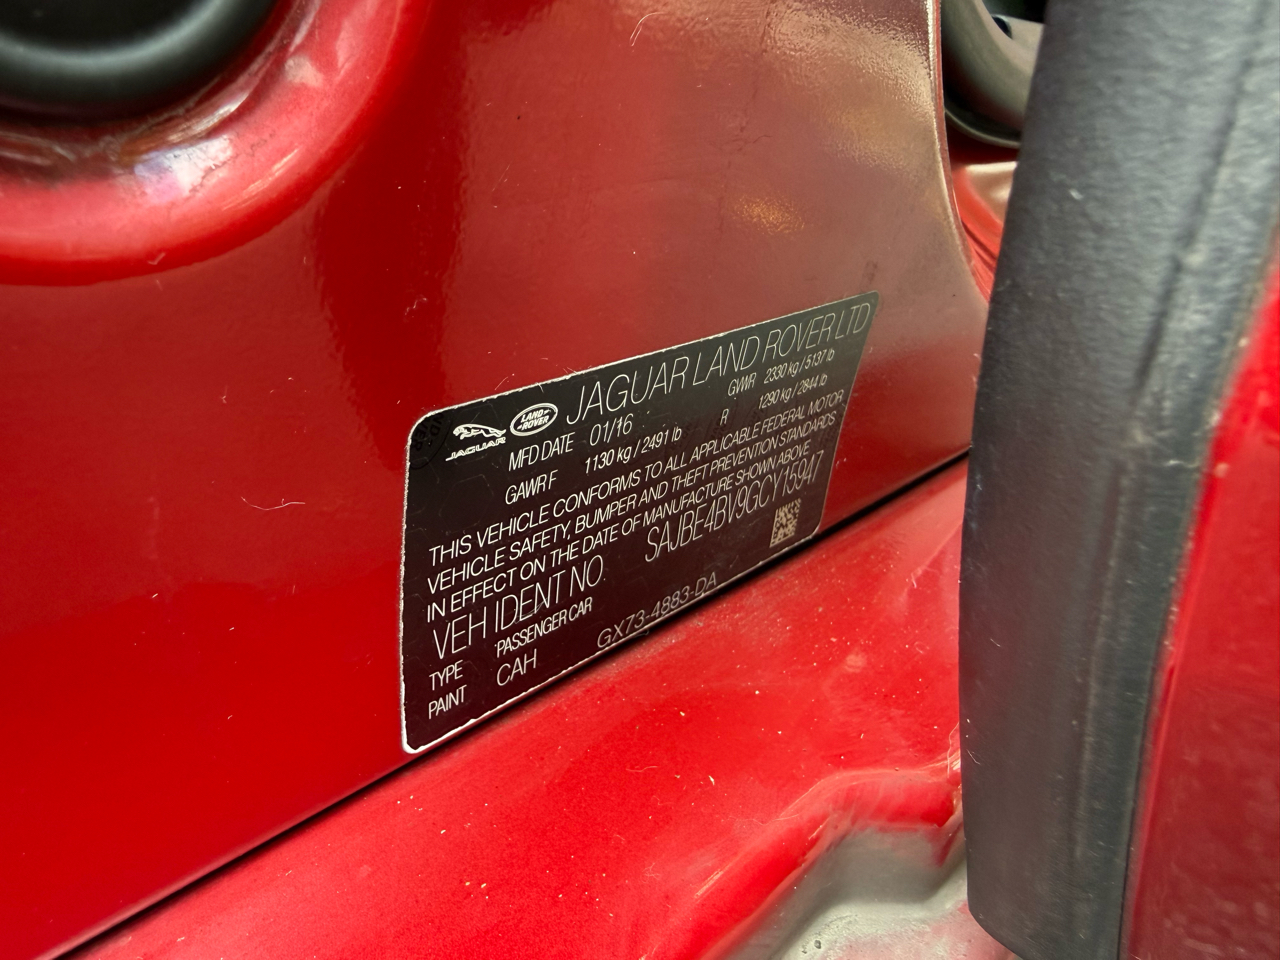 JAGUAR LAND ROVER JAGUAR LAND ROVER LTD
MFD DATE 01/16 GVWR 2330 kg / 5137 lb
GAWR F 1130 kg / 2491 lb R 1290 kg / 2844 lb
THIS VEHICLE CONFORMS TO ALL APPLICABLE FEDERAL MOTOR
VEHICLE SAFETY, BUMPER AND THEFT PREVENTION STANDARDS
IN EFFECT ON THE DATE OF MANUFACTURE SHOWN ABOVE
VEH IDENT NO. SAJBE4BV9GCY15947
TYPE PASSENGER CAR
PAINT CAH GX73-4883-DA